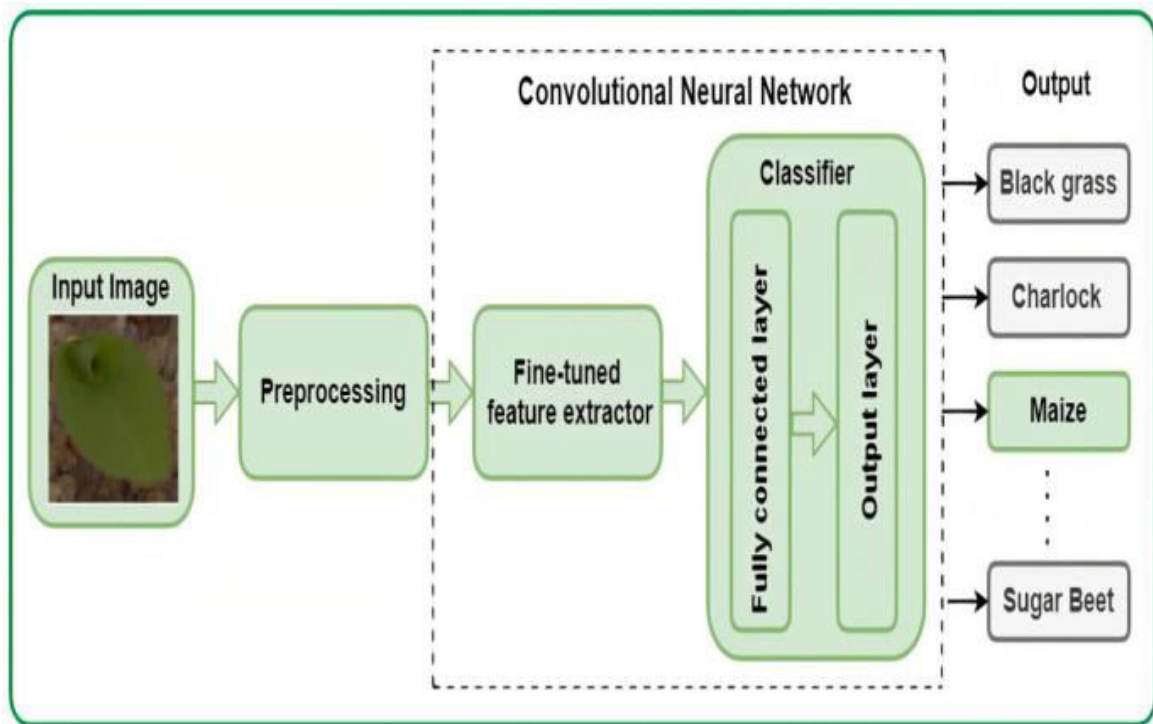 Convolutional Neural Network
Output
Input Image
Preprocessing
Fine-tuned
feature extractor
Classifier
Fully connected layer
Output layer
Black grass
Charlock
Maize
Sugar Beet